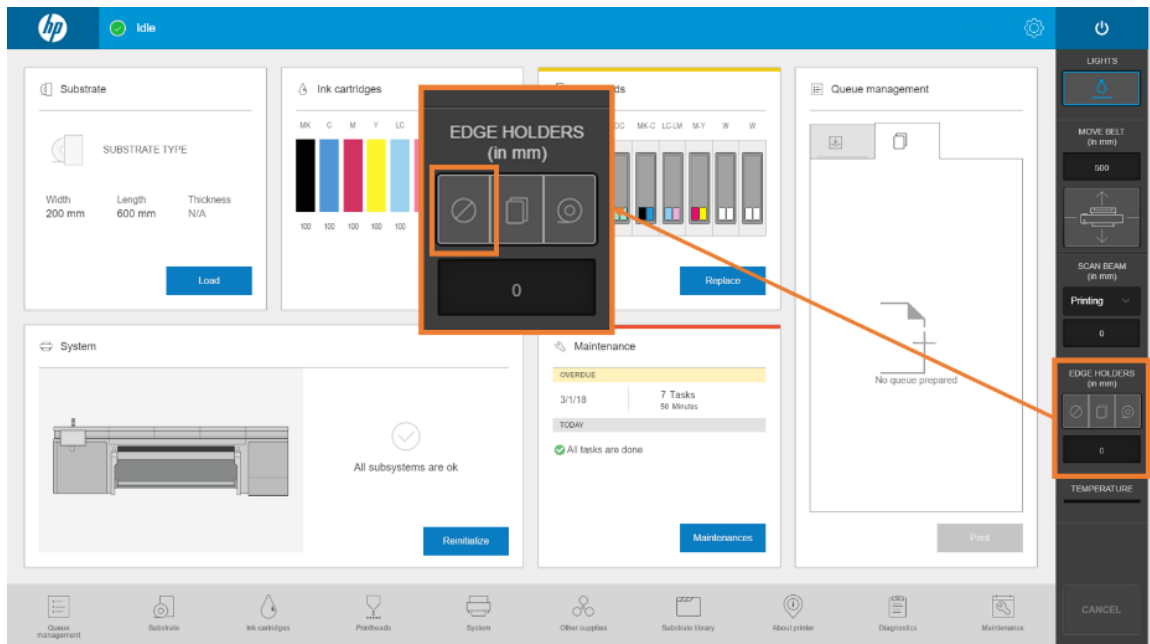 hp
Idle
Substrate
SUBSTRATE TYPE
Width Length Thickness
200 mm 600 mm N/A
Load
Ink cartridges
MK C M Y LC
100 100 100 100 100
EDGE HOLDERS
(in mm)
0
ds
MK-C LC-LM M-Y W W
Replace
Queue management
No queue prepared
Print
System
All subsystems are ok
Reinitialize
Maintenance
OVERDUE
3/1/18 7 Tasks
50 Minutes
TODAY
All tasks are done
Maintenances
LIGHTS
MOVE BELT
(in mm)
500
SCAN BEAM
(in mm)
Printing
0
EDGE HOLDERS
(in mm)
0
TEMPERATURE
CANCEL
Queue
management
Substrate
Ink cartridges
Printheads
System
Other supplies
Substrate library
About printer
Diagnostics
Maintenance